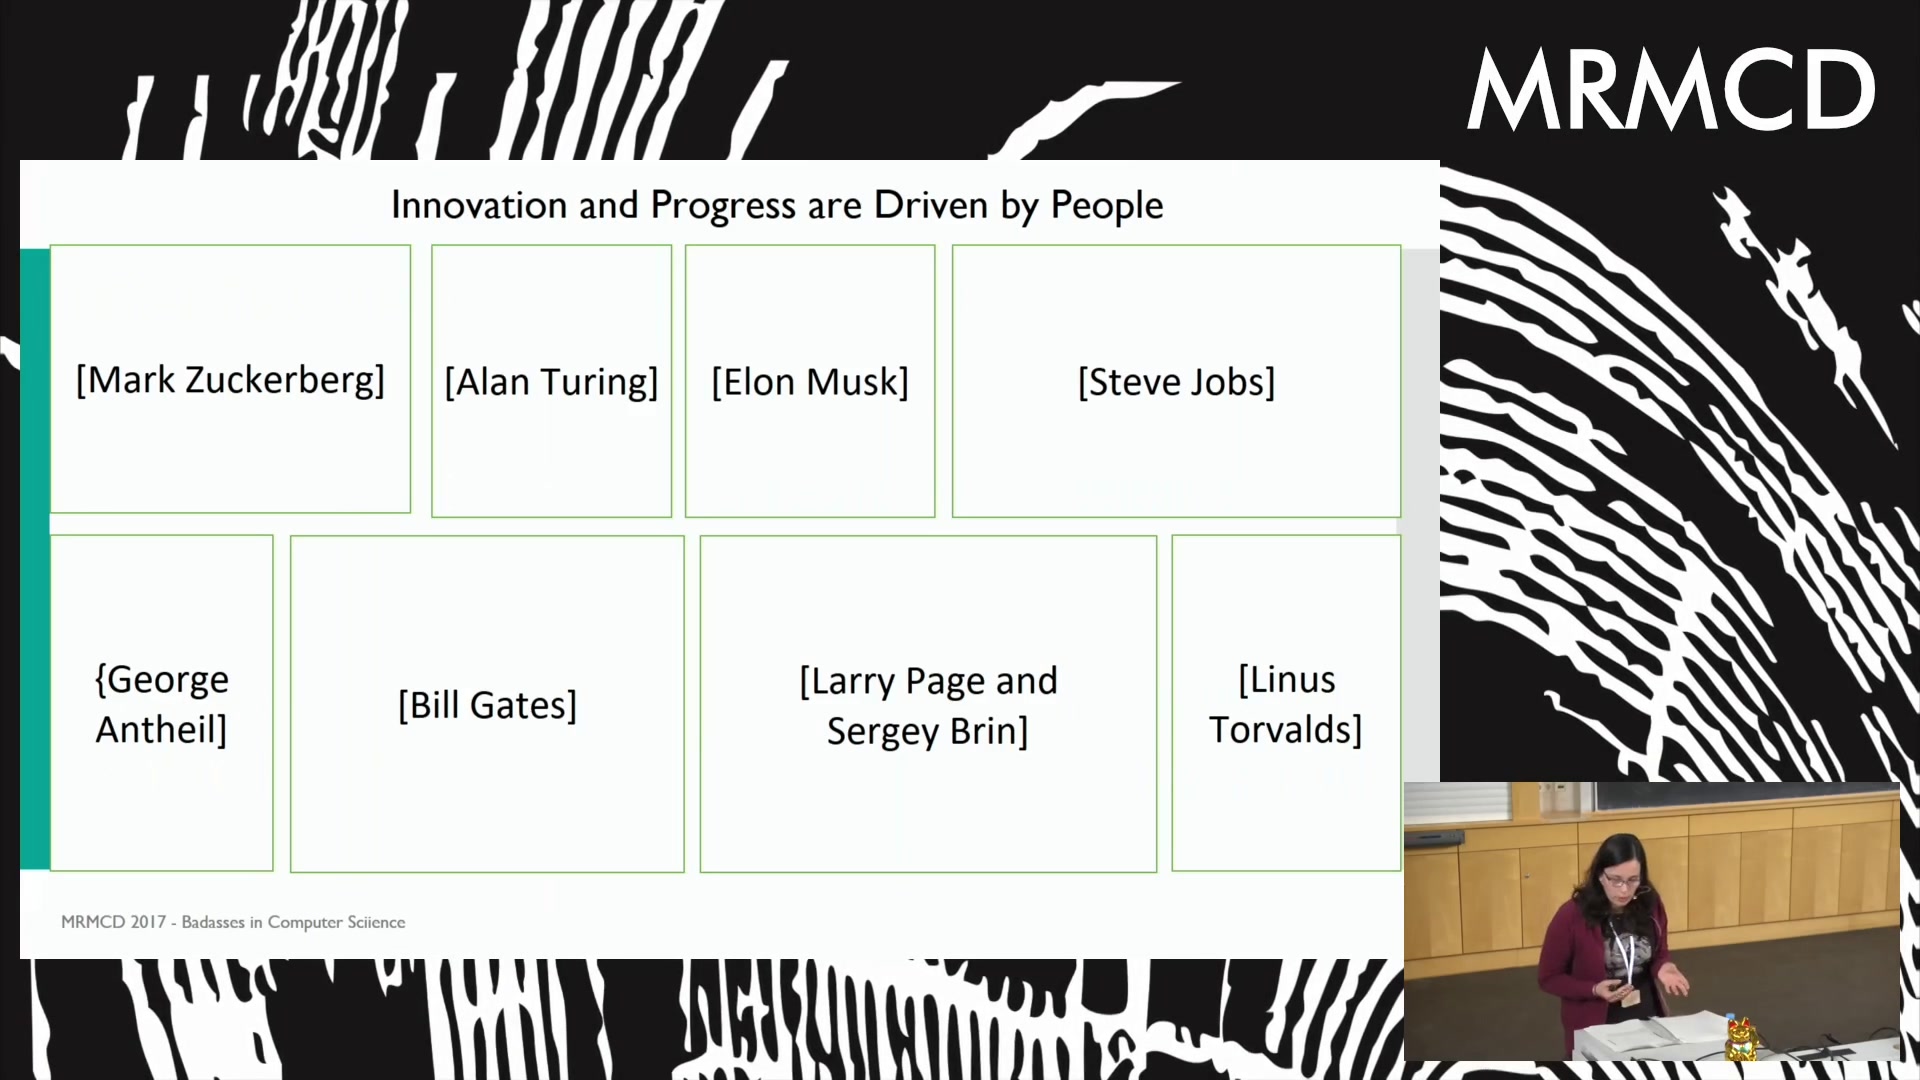 MRMCD
Innovation and Progress are Driven by People
[Mark Zuckerberg]
[Alan Turing]
[Elon Musk]
[Steve Jobs]
{George
Antheil]
[Bill Gates]
[Larry Page and
Sergey Brin]
[Linus
Torvalds]
MRMCD 2017 - Badasses in Computer Sciience